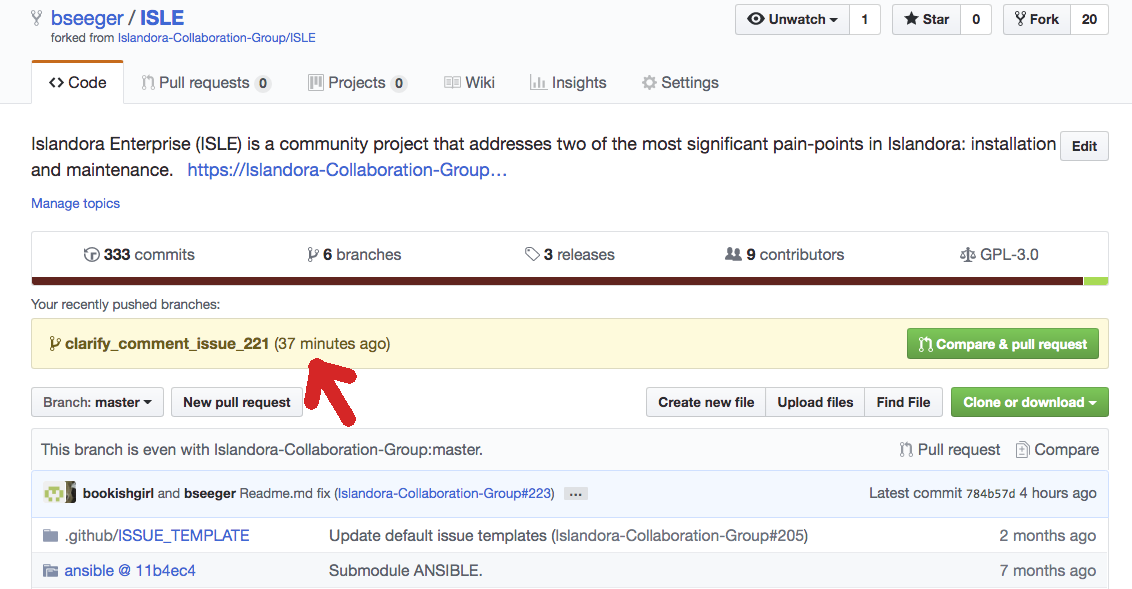 bseeger / ISLE
forked from Islandora-Collaboration-Group/ISLE
Unwatch 1 Star 0 Fork 20
Code Pull requests 0 Projects 0 Wiki Insights Settings
Islandora Enterprise (ISLE) is a community project that addresses two of the most significant pain-points in Islandora: installation
and maintenance. https://Islandora-Collaboration-Group…
Edit
Manage topics
333 commits 6 branches 3 releases 9 contributors GPL-3.0
Your recently pushed branches:
clarify_comment_issue_221 (37 minutes ago) Compare & pull request
Branch: master New pull request Create new file Upload files Find File Clone or download
This branch is even with Islandora-Collaboration-Group:master. Pull request Compare
bookishgirl and bseeger Readme.md fix (Islandora-Collaboration-Group#223) … Latest commit 784b57d 4 hours ago
.github/ISSUE_TEMPLATE Update default issue templates (Islandora-Collaboration-Group#205) 2 months ago
ansible @ 11b4ec4 Submodule ANSIBLE. 7 months ago